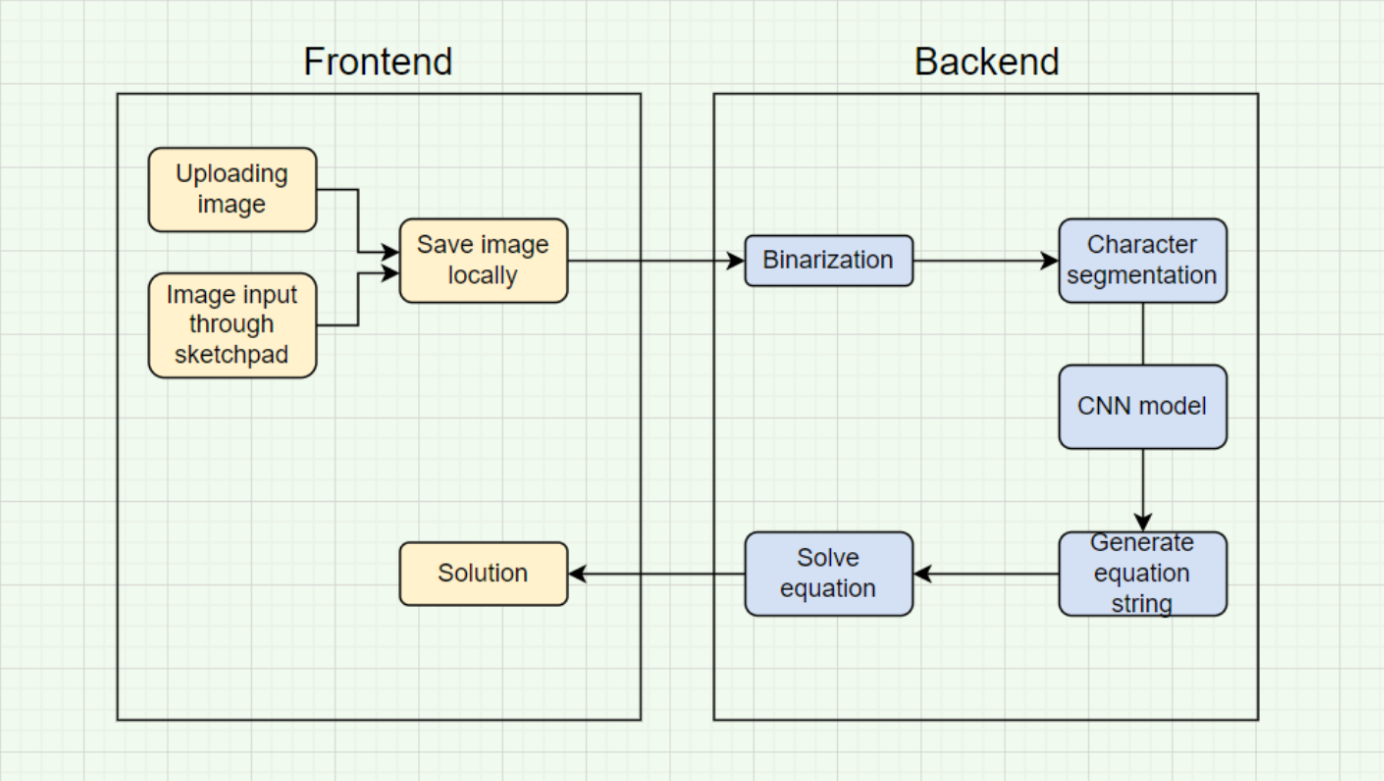 Frontend
Backend
Uploading
image
Image input
through
sketchpad
Save image
locally
Binarization
Character
segmentation
CNN model
Generate
equation
string
Solve
equation
Solution